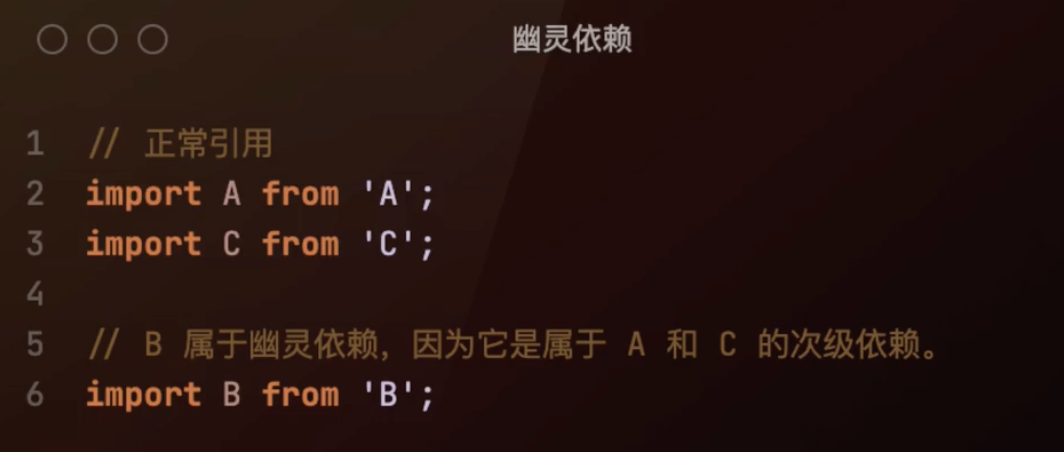 幽灵依赖
1 // 正常引用
2 import A from 'A';
3 import C from 'C';
4
5 // B 属于幽灵依赖，因为它是属于 A 和 C 的次级依赖。
6 import B from 'B';